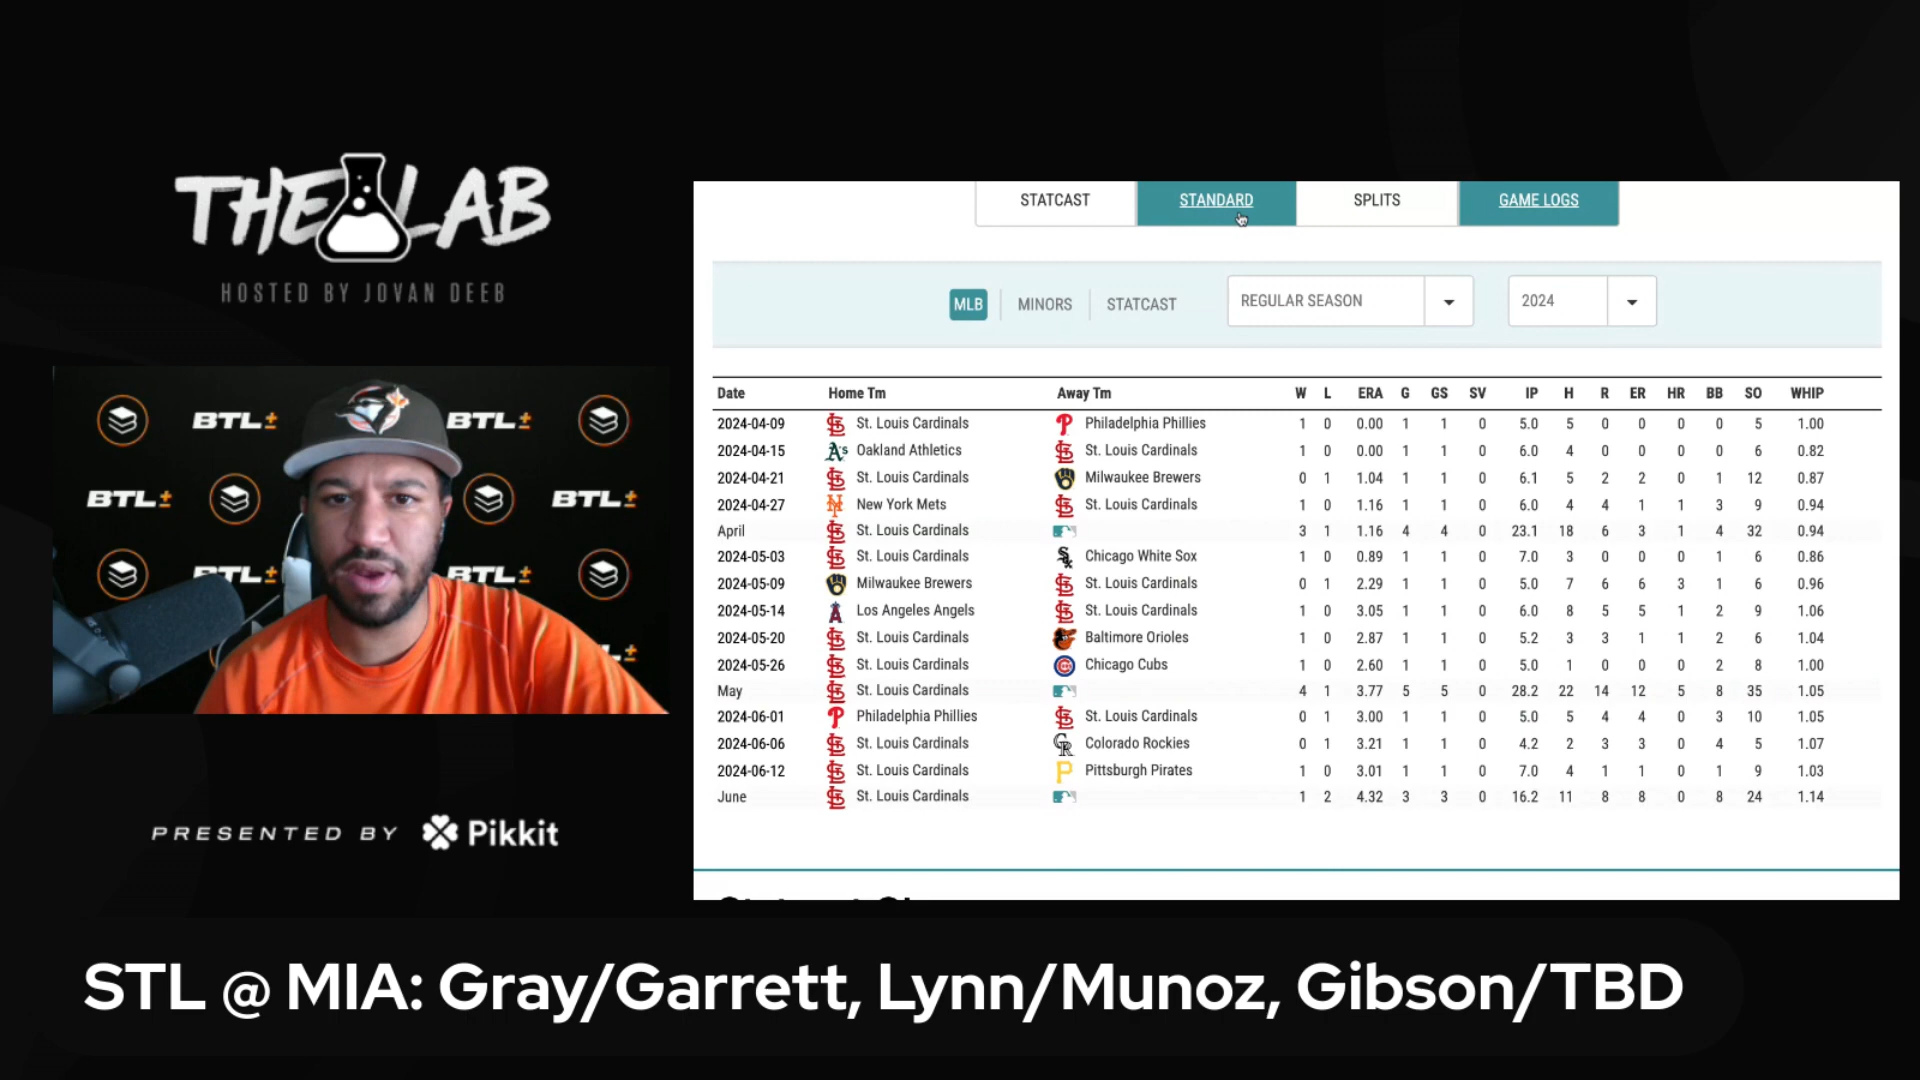 THE LAB
HOSTED BY JOVAN DEEB
BTL± BTL±
BTL± BTL±
BTL± BTL±
PRESENTED BY Pikkit
STATCAST STANDARD SPLITS GAME LOGS
MLB MINORS STATCAST REGULAR SEASON 2024
Date Home Tm Away Tm W L ERA G GS SV IP H R ER HR BB SO WHIP
2024-04-09 St. Louis Cardinals Philadelphia Phillies 1 0 0.00 1 1 0 5.0 5 0 0 0 0 5 1.00
2024-04-15 Oakland Athletics St. Louis Cardinals 1 0 0.00 1 1 0 6.0 4 0 0 0 0 6 0.82
2024-04-21 St. Louis Cardinals Milwaukee Brewers 0 1 1.04 1 1 0 6.1 5 2 2 0 1 12 0.87
2024-04-27 New York Mets St. Louis Cardinals 1 0 1.16 1 1 0 6.0 4 4 1 1 3 9 0.94
April St. Louis Cardinals 3 1 1.16 4 4 0 23.1 18 6 3 1 4 32 0.94
2024-05-03 St. Louis Cardinals Chicago White Sox 1 0 0.89 1 1 0 7.0 3 0 0 0 1 6 0.86
2024-05-09 Milwaukee Brewers St. Louis Cardinals 0 1 2.29 1 1 0 5.0 7 6 6 3 1 6 0.96
2024-05-14 Los Angeles Angels St. Louis Cardinals 1 0 3.05 1 1 0 6.0 8 5 5 1 2 9 1.06
2024-05-20 St. Louis Cardinals Baltimore Orioles 1 0 2.87 1 1 0 5.2 3 3 1 1 2 6 1.04
2024-05-26 St. Louis Cardinals Chicago Cubs 1 0 2.60 1 1 0 5.0 1 0 0 0 2 8 1.00
May St. Louis Cardinals 4 1 3.77 5 5 0 28.2 22 14 12 5 8 35 1.05
2024-06-01 Philadelphia Phillies St. Louis Cardinals 0 1 3.00 1 1 0 5.0 5 4 4 0 3 10 1.05
2024-06-06 St. Louis Cardinals Colorado Rockies 0 1 3.21 1 1 0 4.2 2 3 3 0 4 5 1.07
2024-06-12 St. Louis Cardinals Pittsburgh Pirates 1 0 3.01 1 1 0 7.0 4 1 1 0 1 9 1.03
June St. Louis Cardinals 1 2 4.32 3 3 0 16.2 11 8 8 0 8 24 1.14
STL @ MIA: Gray/Garrett, Lynn/Munoz, Gibson/TBD